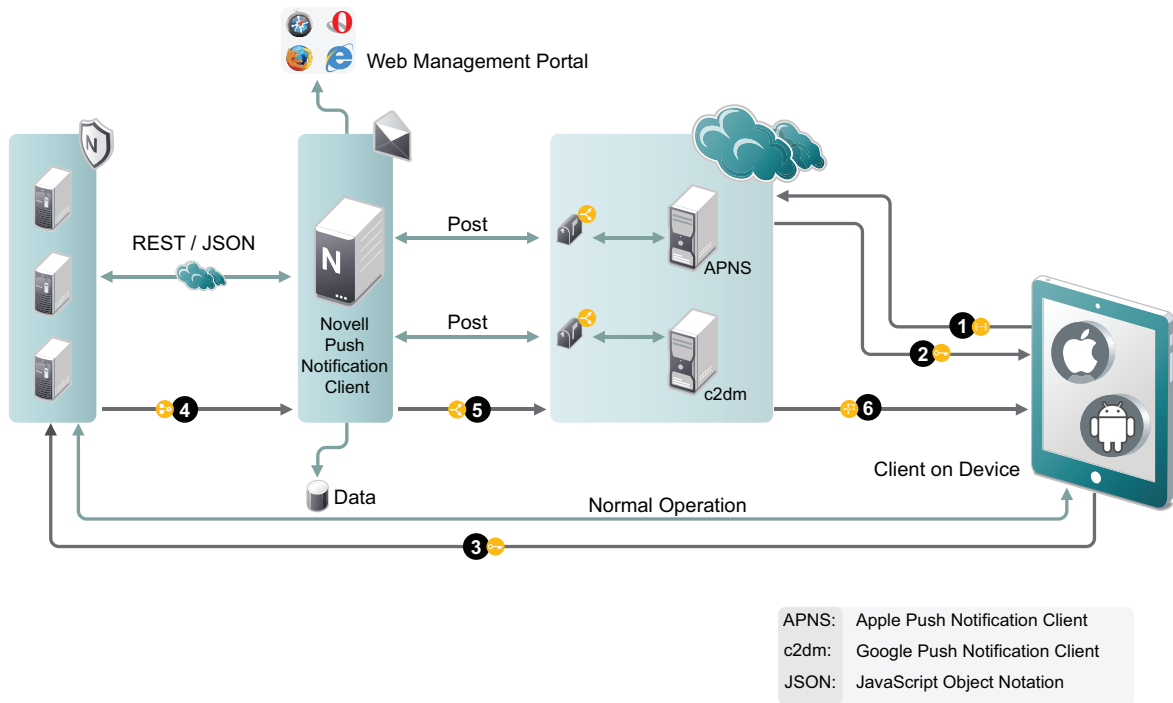 Web Management Portal
N
REST / JSON
N
Novell
Push
Notification
Client
Post
Post
APNS
c2dm
1
2
4
5
6
Client on Device
Data
Normal Operation
3
APNS: Apple Push Notification Client
c2dm: Google Push Notification Client
JSON: JavaScript Object Notation